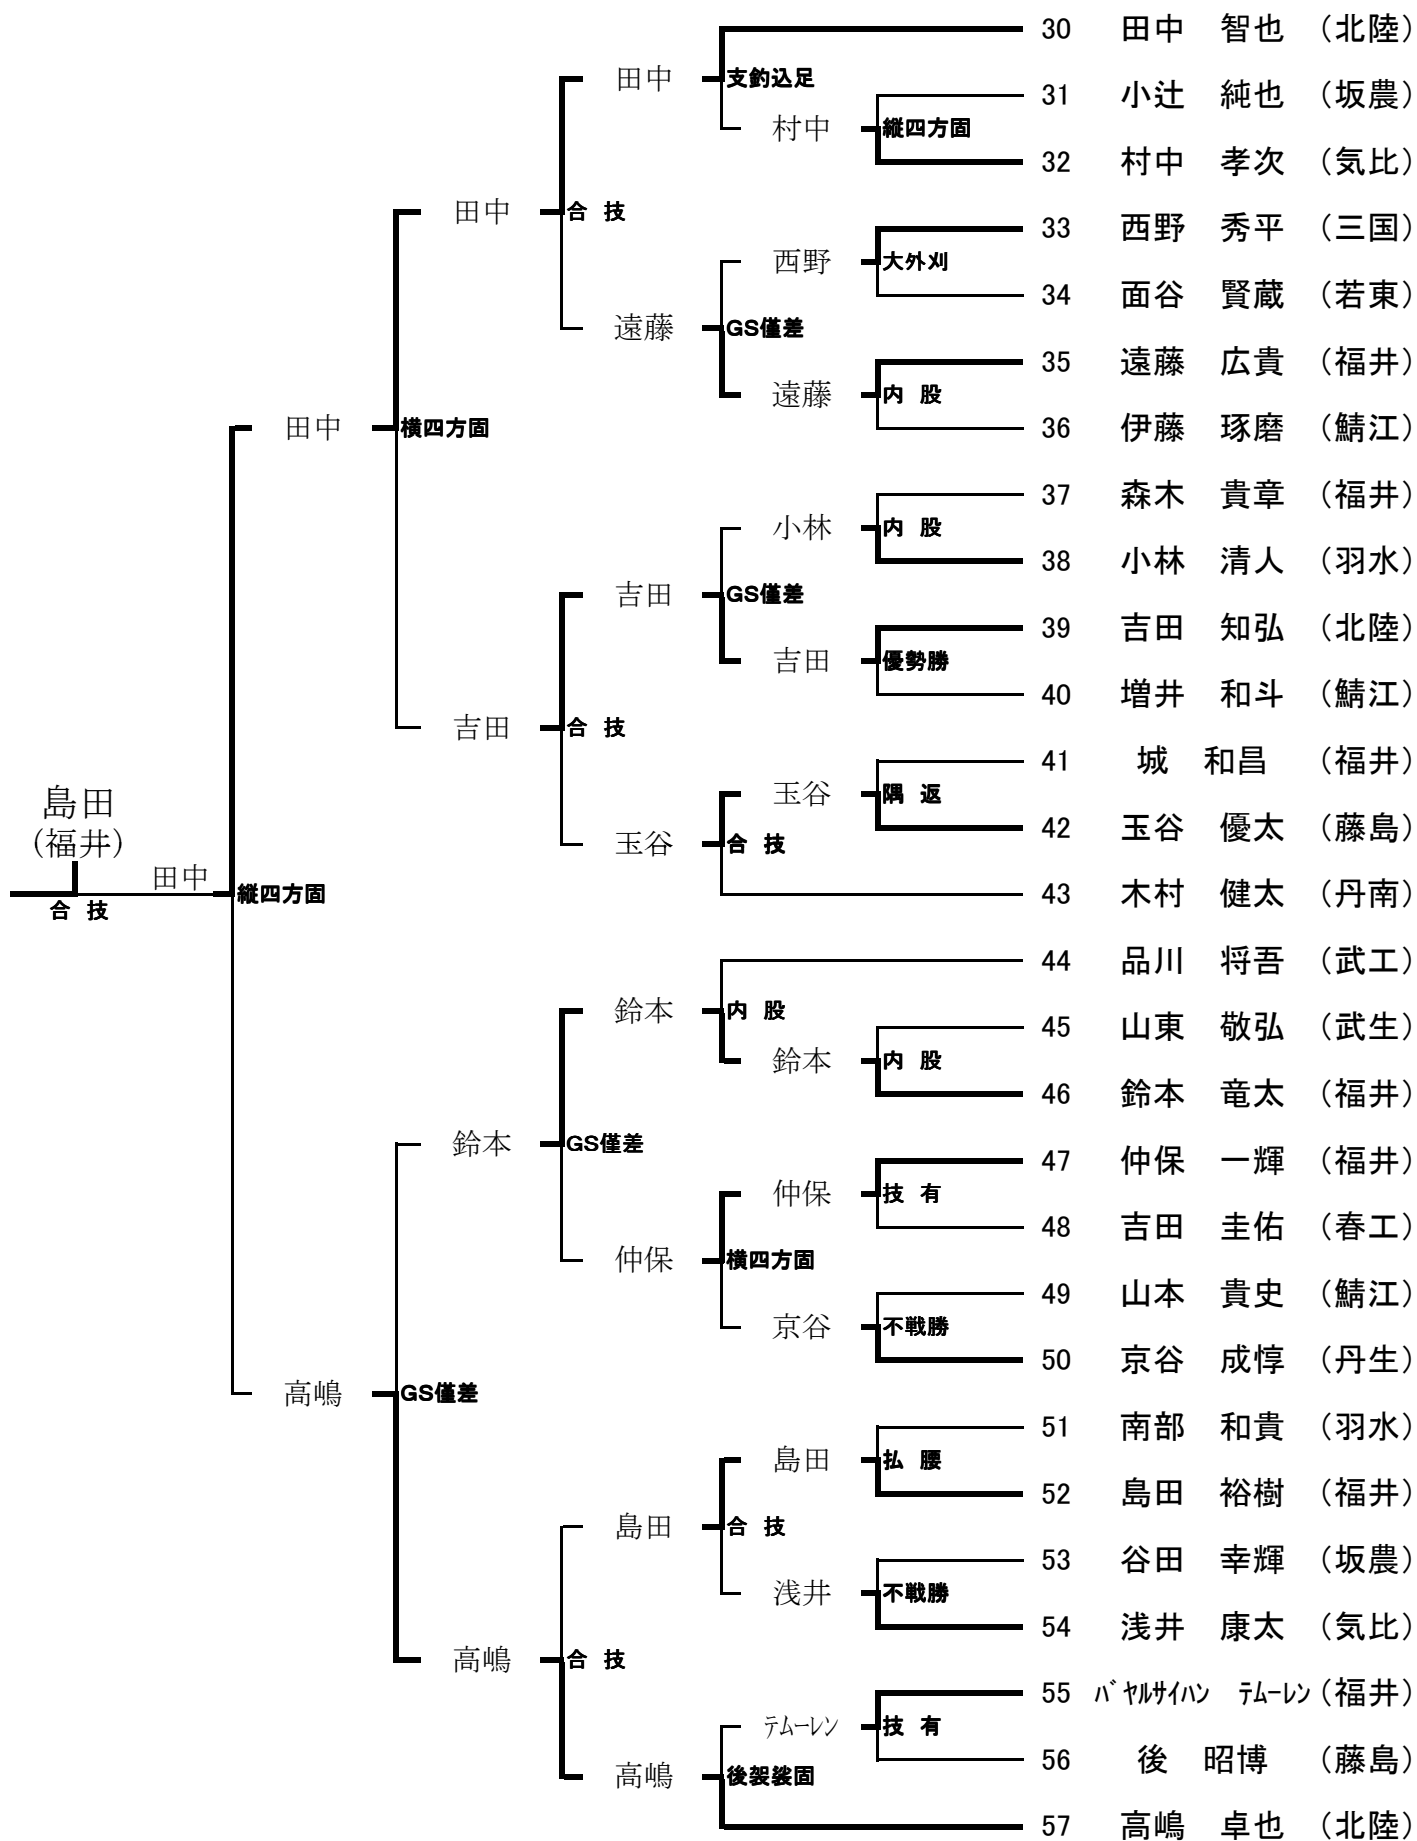 30 田中 智也 (北陸)
田中 支釣込足
31 小辻 純也 (坂農)
村中 縦四方固
32 村中 孝次 (気比)
田中 合 技
33 西野 秀平 (三国)
西野 大外刈
34 面谷 賢蔵 (若東)
遠藤 GS僅差
35 遠藤 広貴 (福井)
遠藤 内 股
36 伊藤 琢磨 (鯖江)
田中 横四方固
37 森木 貴章 (福井)
小林 内 股
38 小林 清人 (羽水)
吉田 GS僅差
39 吉田 知弘 (北陸)
吉田 優勢勝
40 増井 和斗 (鯖江)
吉田 合 技
41 城 和昌 (福井)
玉谷 隅 返
42 玉谷 優太 (藤島)
玉谷 合 技
43 木村 健太 (丹南)
島田
(福井)
合 技
田中 縦四方固
44 品川 将吾 (武工)
鈴本 内 股
45 山東 敬弘 (武生)
鈴本 内 股
46 鈴本 竜太 (福井)
鈴本 GS僅差
47 仲保 一輝 (福井)
仲保 技 有
48 吉田 圭佑 (春工)
仲保 横四方固
49 山本 貴史 (鯖江)
京谷 不戦勝
50 京谷 成惇 (丹生)
高嶋 GS僅差
51 南部 和貴 (羽水)
島田 払 腰
52 島田 裕樹 (福井)
島田 合 技
53 谷田 幸輝 (坂農)
浅井 不戦勝
54 浅井 康太 (気比)
高嶋 合 技
55 バヤルサイハン テムーレン (福井)
テムーレン 技 有
56 後 昭博 (藤島)
高嶋 後袈裟固
57 高嶋 卓也 (北陸)